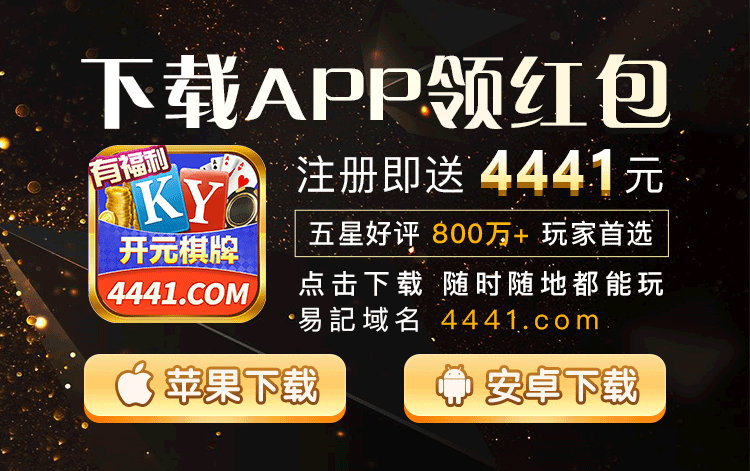 下载APP领红包
有福利
KY
开元棋牌
4441.COM
注册即送 4441元
五星好评 800万+ 玩家首选
点击下载 随时随地都能玩
易記域名 4441.com
苹果下载
安卓下载